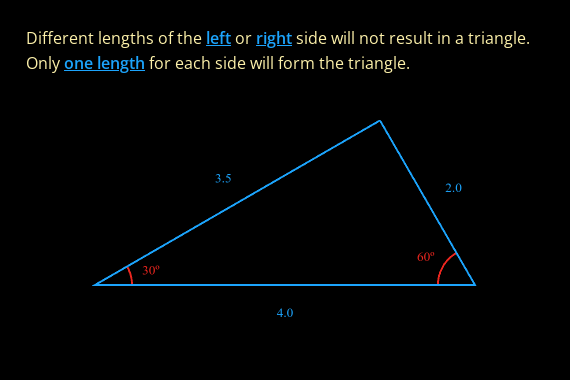 Different lengths of the left or right side will not result in a triangle.
Only one length for each side will form the triangle.
3.5
2.0
60º
30º
4.0